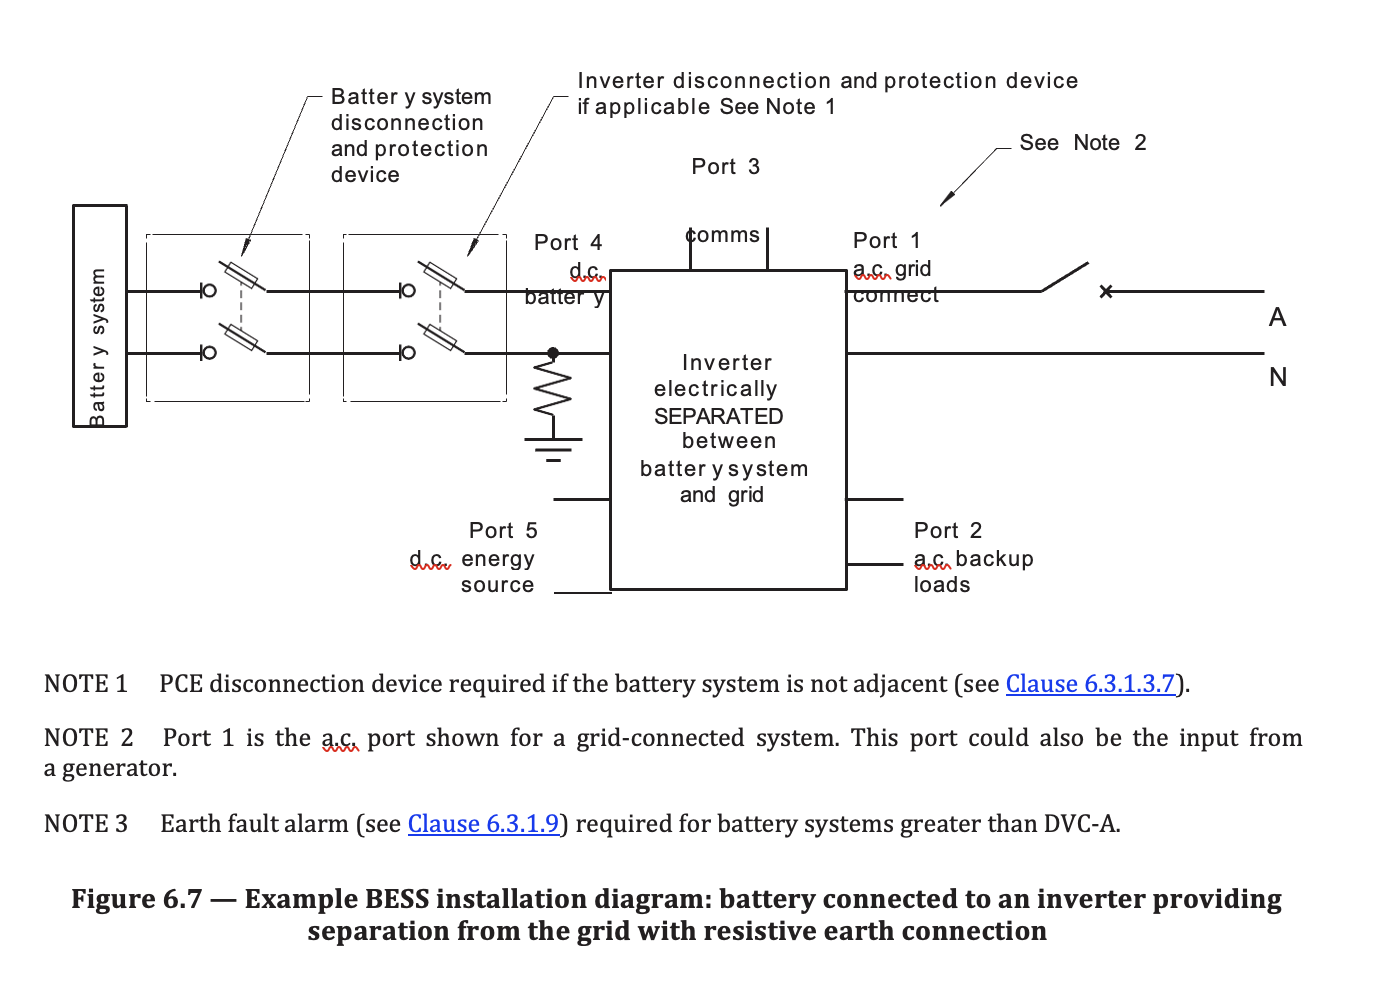 Inverter disconnection and protection device
if applicable See Note 1
Batter y system
disconnection
and protection
device
See Note 2
Port 3
comms
Port 4
d.c.
batter y
Port 1
a.c. grid
connect
Batter y system
A
N
Inverter
electrically
SEPARATED
between
batter y system
and grid
Port 5
d.c. energy
source
Port 2
a.c. backup
loads
NOTE 1 PCE disconnection device required if the battery system is not adjacent (see Clause 6.3.1.3.7).
NOTE 2 Port 1 is the a.c. port shown for a grid-connected system. This port could also be the input from
a generator.
NOTE 3 Earth fault alarm (see Clause 6.3.1.9) required for battery systems greater than DVC-A.
Figure 6.7 — Example BESS installation diagram: battery connected to an inverter providing
separation from the grid with resistive earth connection